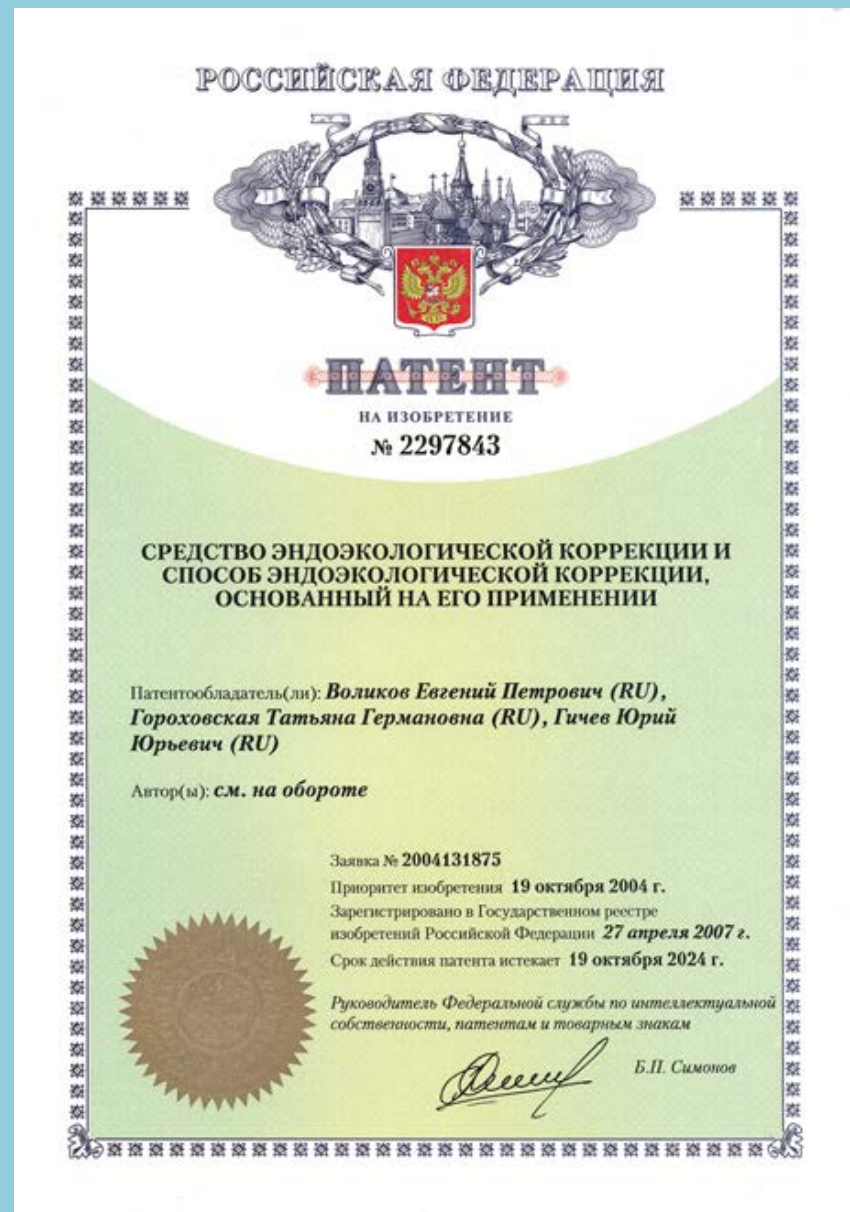 РОССИЙСКАЯ ФЕДЕРАЦИЯ
ПАТЕНТ
НА ИЗОБРЕТЕНИЕ
№ 2297843
СРЕДСТВО ЭНДОЭКОЛОГИЧЕСКОЙ КОРРЕКЦИИ И
СПОСОБ ЭНДОЭКОЛОГИЧЕСКОЙ КОРРЕКЦИИ,
ОСНОВАННЫЙ НА ЕГО ПРИМЕНЕНИИ
Патентообладатель(ли): Воликов Евгений Петрович (RU),
Гороховская Татьяна Германовна (RU), Гичев Юрий
Юрьевич (RU)
Автор(ы): см. на обороте
Заявка № 2004131875
Приоритет изобретения 19 октября 2004 г.
Зарегистрировано в Государственном реестре
изобретений Российской Федерации 27 апреля 2007 г.
Срок действия патента истекает 19 октября 2024 г.
Руководитель Федеральной службы по интеллектуальной
собственности, патентам и товарным знакам
Б.П. Симонов